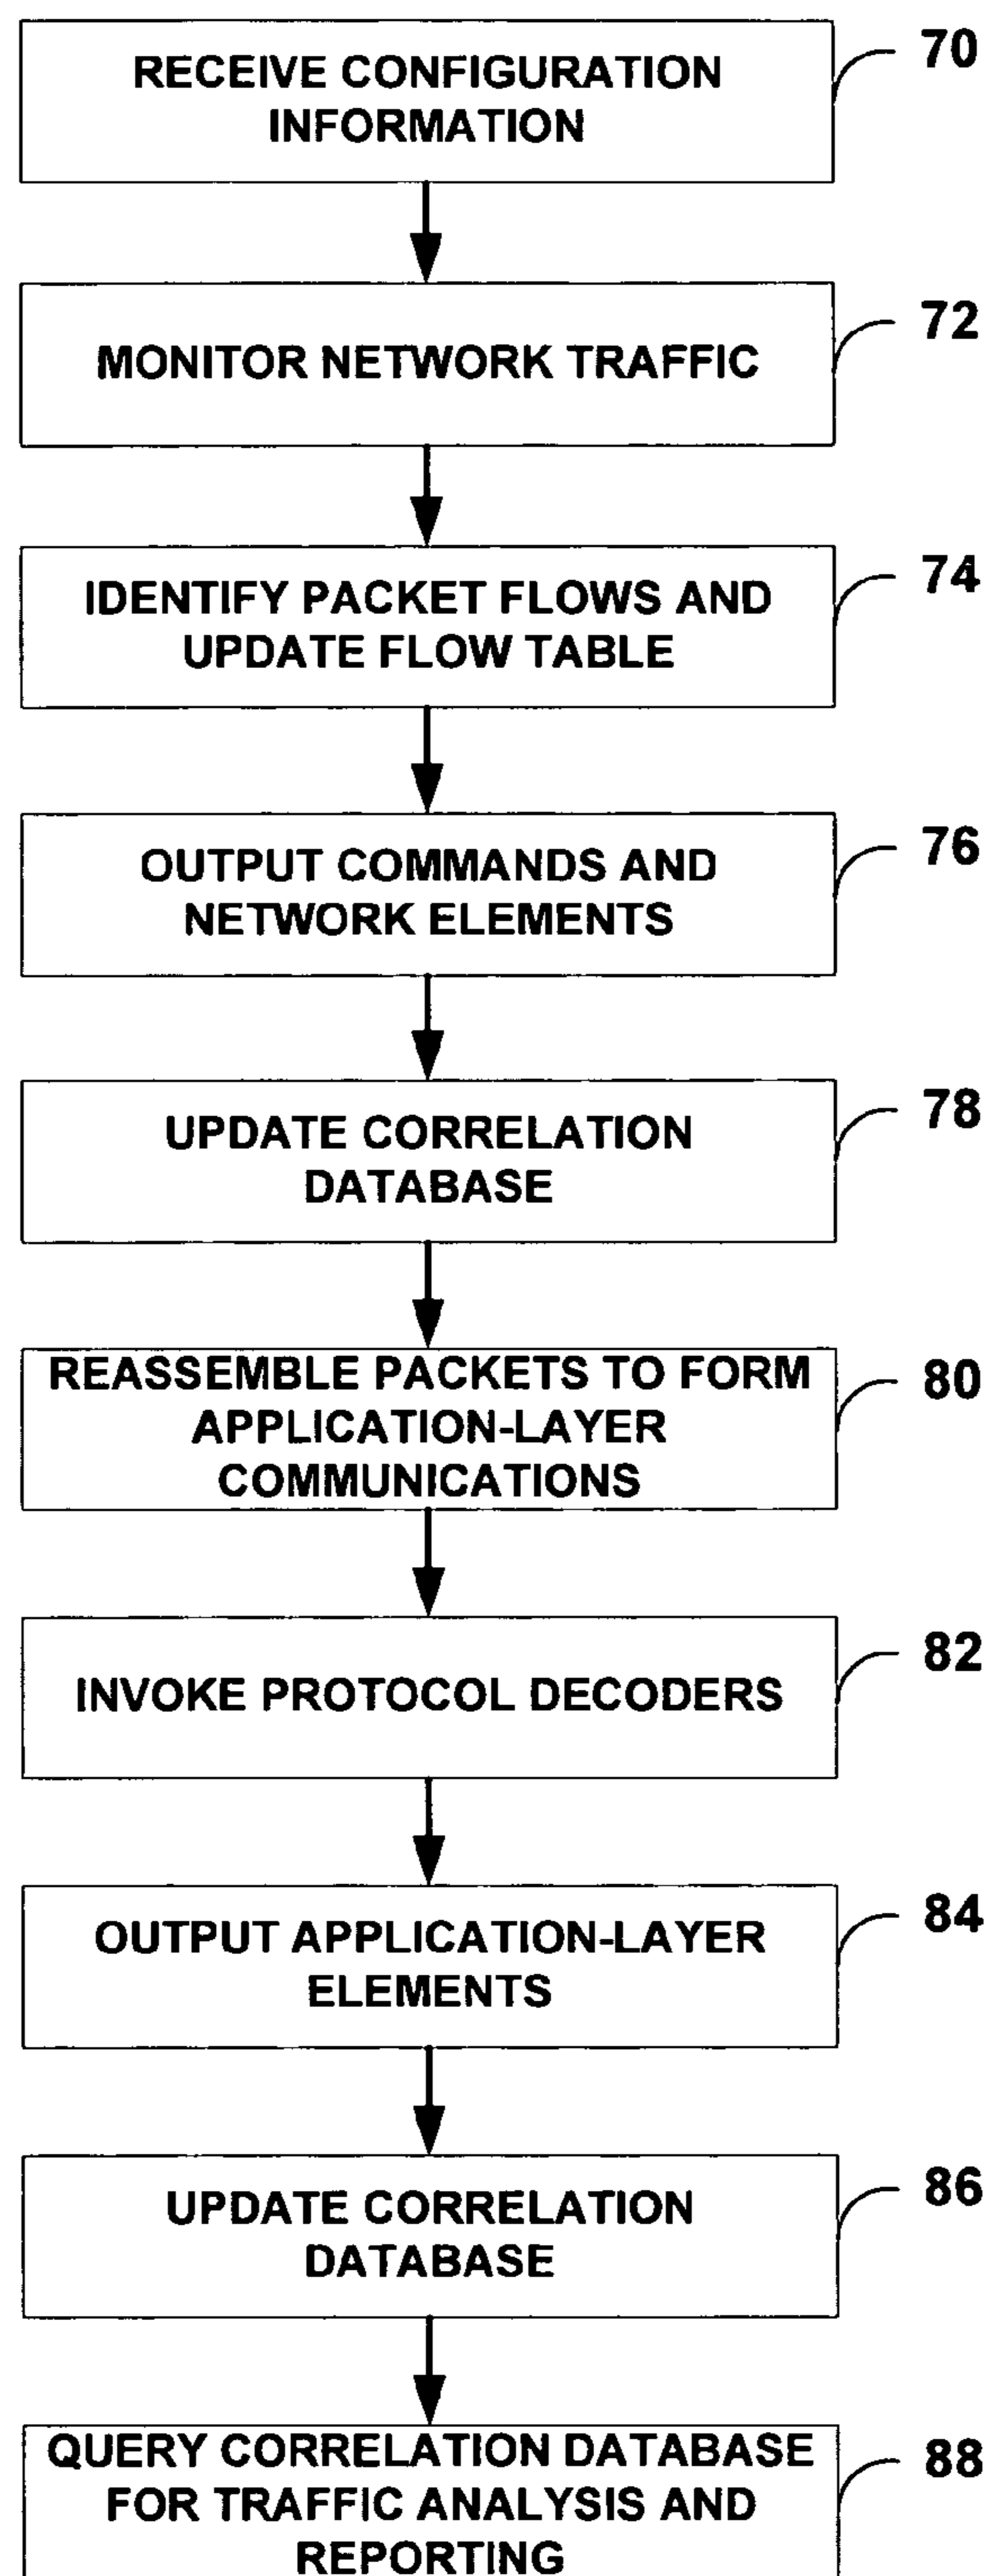 RECEIVE CONFIGURATION
INFORMATION
70
MONITOR NETWORK TRAFFIC
72
IDENTIFY PACKET FLOWS AND
UPDATE FLOW TABLE
74
OUTPUT COMMANDS AND
NETWORK ELEMENTS
76
UPDATE CORRELATION
DATABASE
78
REASSEMBLE PACKETS TO FORM
APPLICATION-LAYER
COMMUNICATIONS
80
INVOKE PROTOCOL DECODERS
82
OUTPUT APPLICATION-LAYER
ELEMENTS
84
UPDATE CORRELATION
DATABASE
86
QUERY CORRELATION DATABASE
FOR TRAFFIC ANALYSIS AND
REPORTING
88